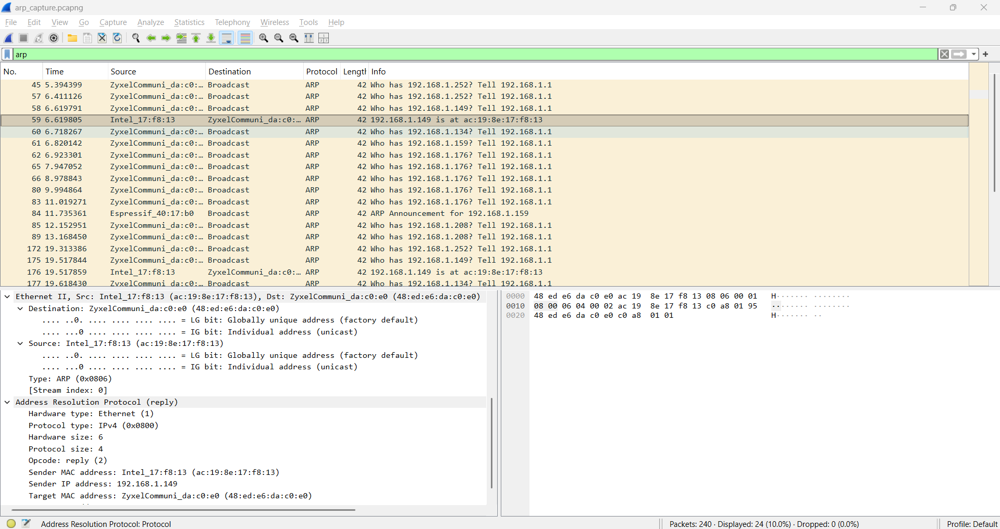 arp_capture.pcapng
File Edit View Go Capture Analyze Statistics Telephony Wireless Tools Help
arp
No. Time Source Destination Protocol Length Info
45 5.394399 ZyxelCommuni_da:c0:… Broadcast ARP 42 Who has 192.168.1.252? Tell 192.168.1.1
57 6.411126 ZyxelCommuni_da:c0:… Broadcast ARP 42 Who has 192.168.1.252? Tell 192.168.1.1
58 6.619791 ZyxelCommuni_da:c0:… Broadcast ARP 42 Who has 192.168.1.149? Tell 192.168.1.1
59 6.619805 Intel_17:f8:13 ZyxelCommuni_da:c0:… ARP 42 192.168.1.149 is at ac:19:8e:17:f8:13
60 6.718267 ZyxelCommuni_da:c0:… Broadcast ARP 42 Who has 192.168.1.134? Tell 192.168.1.1
61 6.820142 ZyxelCommuni_da:c0:… Broadcast ARP 42 Who has 192.168.1.159? Tell 192.168.1.1
62 6.923301 ZyxelCommuni_da:c0:… Broadcast ARP 42 Who has 192.168.1.176? Tell 192.168.1.1
65 7.947052 ZyxelCommuni_da:c0:… Broadcast ARP 42 Who has 192.168.1.176? Tell 192.168.1.1
66 8.978843 ZyxelCommuni_da:c0:… Broadcast ARP 42 Who has 192.168.1.176? Tell 192.168.1.1
80 9.994864 ZyxelCommuni_da:c0:… Broadcast ARP 42 Who has 192.168.1.176? Tell 192.168.1.1
83 11.019271 ZyxelCommuni_da:c0:… Broadcast ARP 42 Who has 192.168.1.176? Tell 192.168.1.1
84 11.735361 Espressif_40:17:b0 Broadcast ARP 42 ARP Announcement for 192.168.1.159
85 12.152951 ZyxelCommuni_da:c0:… Broadcast ARP 42 Who has 192.168.1.208? Tell 192.168.1.1
89 13.168450 ZyxelCommuni_da:c0:… Broadcast ARP 42 Who has 192.168.1.208? Tell 192.168.1.1
172 19.313386 ZyxelCommuni_da:c0:… Broadcast ARP 42 Who has 192.168.1.252? Tell 192.168.1.1
175 19.517844 ZyxelCommuni_da:c0:… Broadcast ARP 42 Who has 192.168.1.149? Tell 192.168.1.1
176 19.517859 Intel_17:f8:13 ZyxelCommuni_da:c0:… ARP 42 192.168.1.149 is at ac:19:8e:17:f8:13
177 19.618430 ZyxelCommuni_da:c0:… Broadcast ARP 42 Who has 192.168.1.134? Tell 192.168.1.1
Ethernet II, Src: Intel_17:f8:13 (ac:19:8e:17:f8:13), Dst: ZyxelCommuni_da:c0:e0 (48:ed:e6:da:c0:e0)
Destination: ZyxelCommuni_da:c0:e0 (48:ed:e6:da:c0:e0)
.... ..0. .... .... .... .... = LG bit: Globally unique address (factory default)
.... ...0 .... .... .... .... = IG bit: Individual address (unicast)
Source: Intel_17:f8:13 (ac:19:8e:17:f8:13)
.... ..0. .... .... .... .... = LG bit: Globally unique address (factory default)
.... ...0 .... .... .... .... = IG bit: Individual address (unicast)
Type: ARP (0x0806)
[Stream index: 0]
Address Resolution Protocol (reply)
Hardware type: Ethernet (1)
Protocol type: IPv4 (0x0800)
Hardware size: 6
Protocol size: 4
Opcode: reply (2)
Sender MAC address: Intel_17:f8:13 (ac:19:8e:17:f8:13)
Sender IP address: 192.168.1.149
Target MAC address: ZyxelCommuni_da:c0:e0 (48:ed:e6:da:c0:e0)
0000 48 ed e6 da c0 e0 ac 19 8e 17 f8 13 08 06 00 01 H······· ········
0010 08 00 06 04 00 02 ac 19 8e 17 f8 13 c0 a8 01 95 ········ ········
0020 48 ed e6 da c0 e0 c0 a8 01 01 H······· ··
Address Resolution Protocol: Protocol
Packets: 240 · Displayed: 24 (10.0%) · Dropped: 0 (0.0%)
Profile: Default